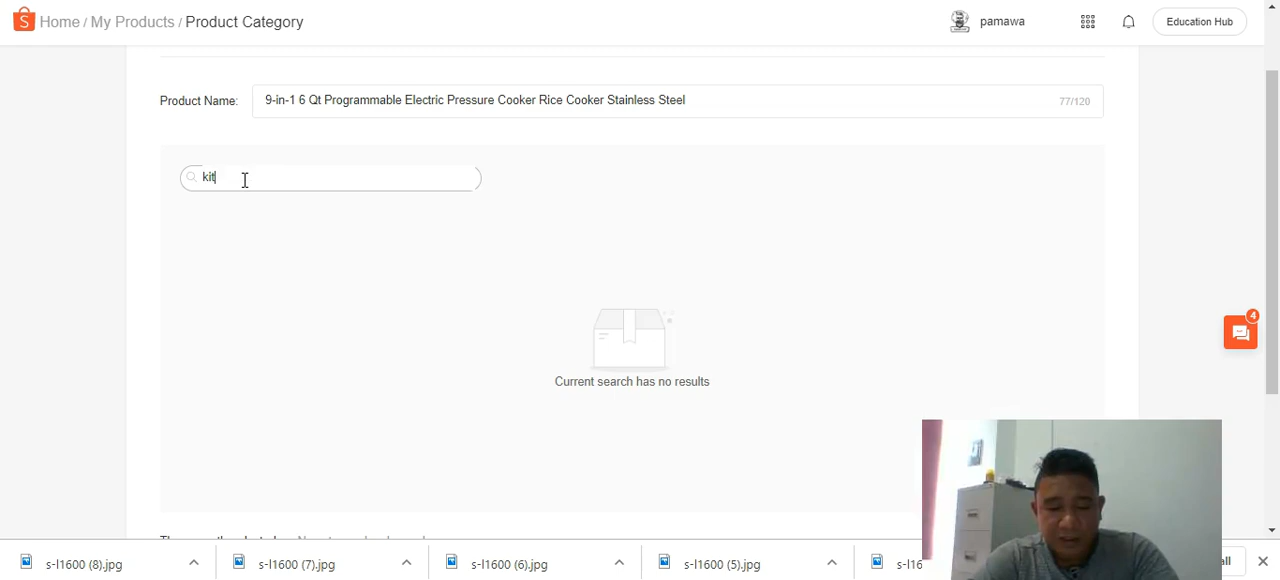 Home / My Products / Product Category
pamawa
Education Hub
Product Name:
9-in-1 6 Qt Programmable Electric Pressure Cooker Rice Cooker Stainless Steel
77/120
kit
4
Current search has no results
s-l1600 (8).jpg
s-l1600 (7).jpg
s-l1600 (6).jpg
s-l1600 (5).jpg
s-l16
all